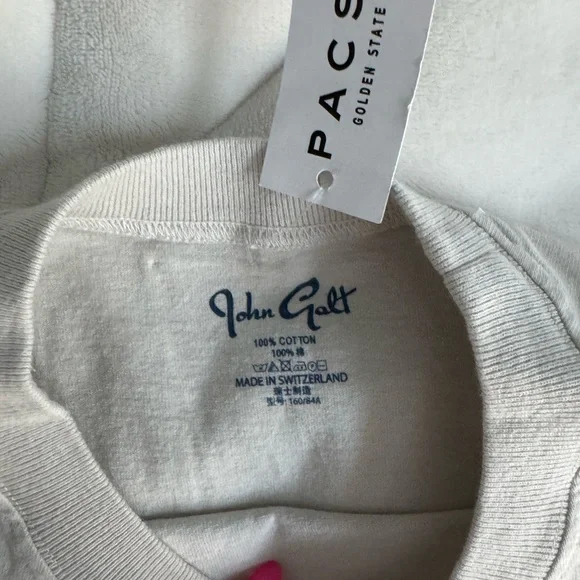 PACS
GOLDEN STATE
John Galt
100% COTTON
100% 棉
MADE IN SWITZERLAND
瑞士制造
型号: 160/84A